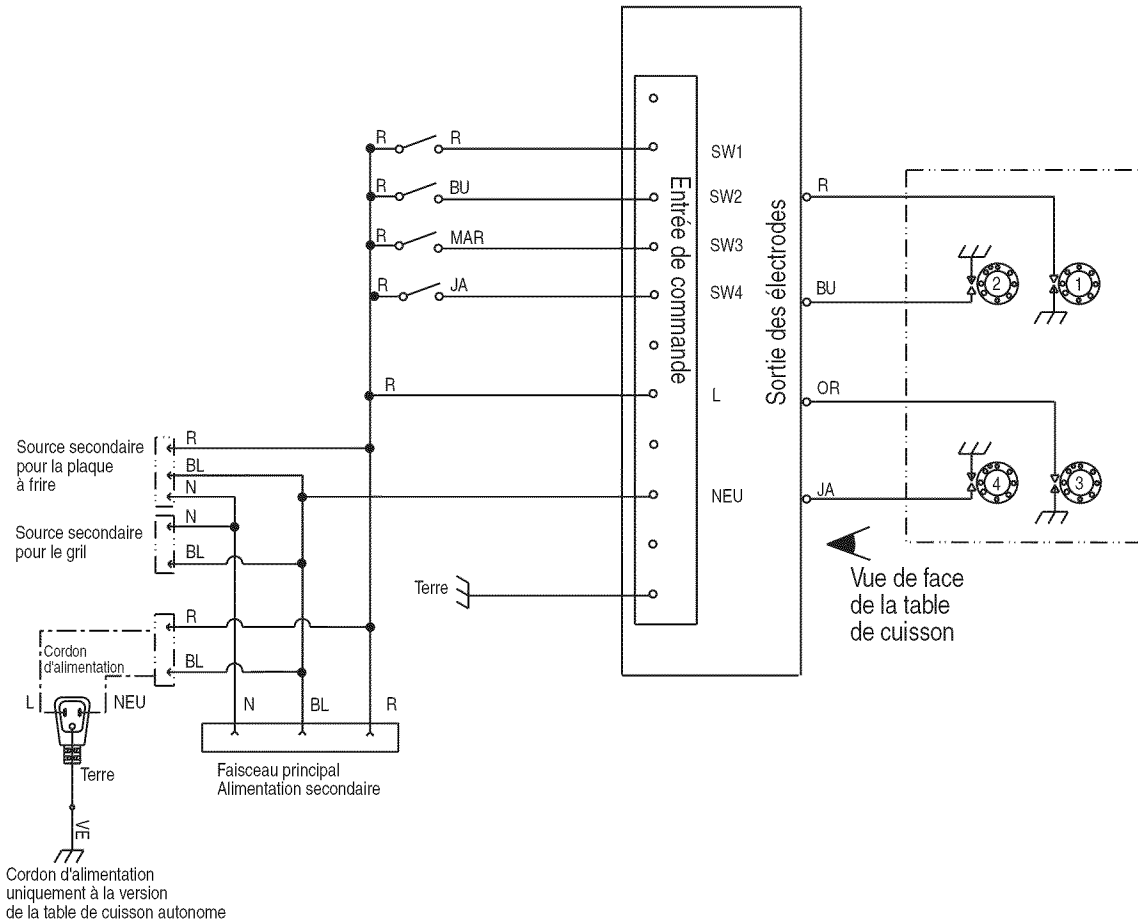 R
R
SW1
R
BU
SW2
R
R
MAR
SW3
R
JA
SW4
BU
2
1
Entrée de commande
Sortie des électrodes
R
L
OR
Source secondaire
pour la plaque
à frire
R
BL
N
NEU
JA
4
3
Source secondaire
pour le gril
N
BL
Terre
Vue de face
de la table
de cuisson
R
BL
Cordon
d'alimentation
L
NEU
N
BL
R
Terre
Faisceau principal
Alimentation secondaire
VE
Cordon d'alimentation
uniquement à la version
de la table de cuisson autonome